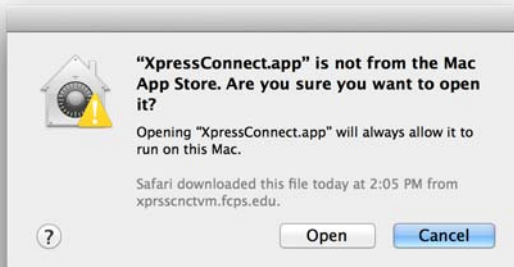 “XpressConnect.app” is not from the Mac
App Store. Are you sure you want to open
it?
Opening “XpressConnect.app” will always allow it to
run on this Mac.
Safari downloaded this file today at 2:05 PM from
xprsscnctvm.fcps.edu.
?
Open
Cancel